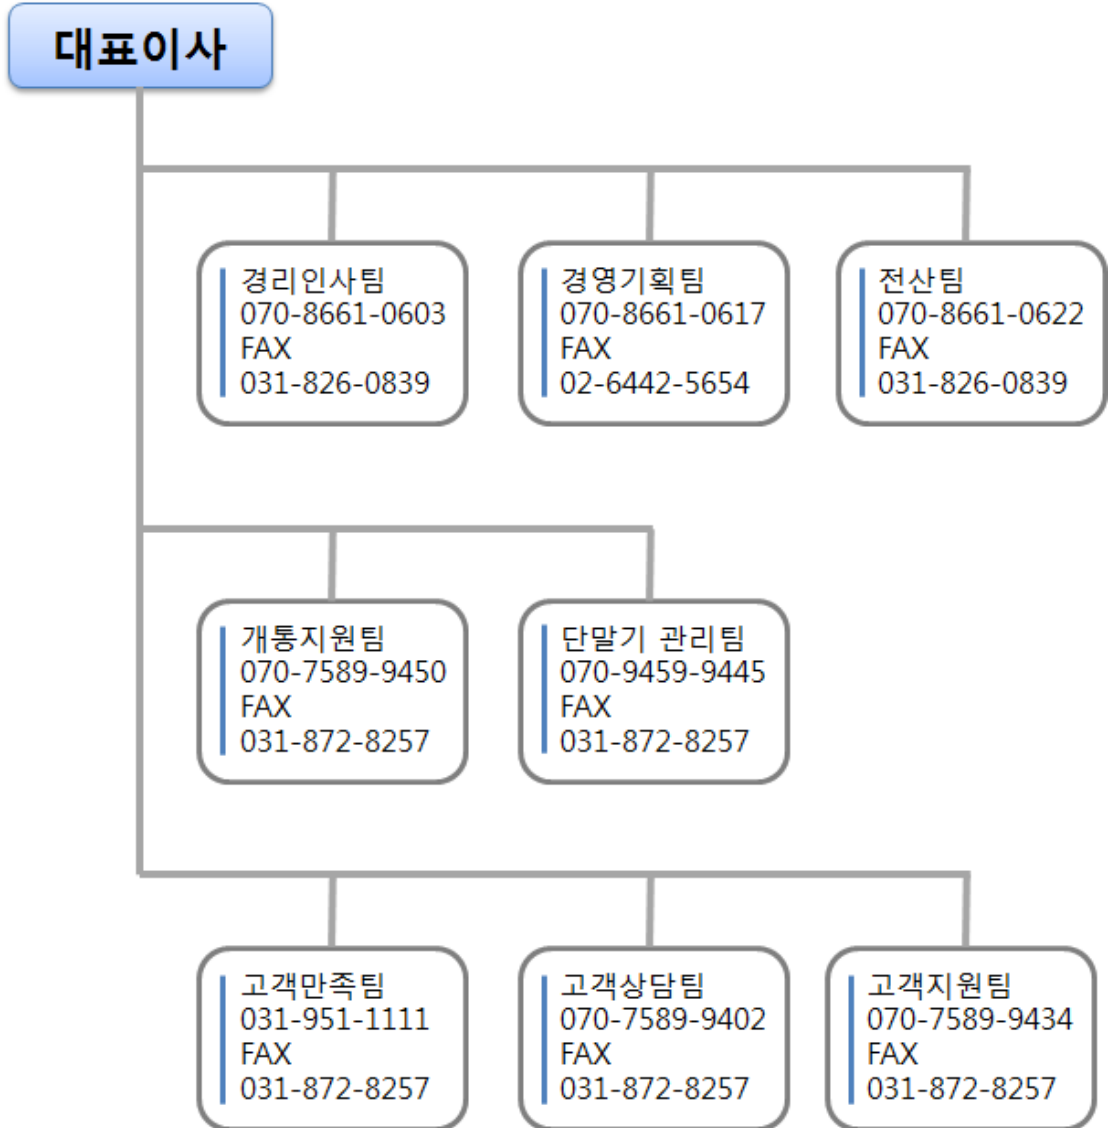 대표이사
경리인사팀
070-8661-0603
FAX
031-826-0839
경영기획팀
070-8661-0617
FAX
02-6442-5654
전산팀
070-8661-0622
FAX
031-826-0839
개통지원팀
070-7589-9450
FAX
031-872-8257
단말기 관리팀
070-9459-9445
FAX
031-872-8257
고객만족팀
031-951-1111
FAX
031-872-8257
고객상담팀
070-7589-9402
FAX
031-872-8257
고객지원팀
070-7589-9434
FAX
031-872-8257